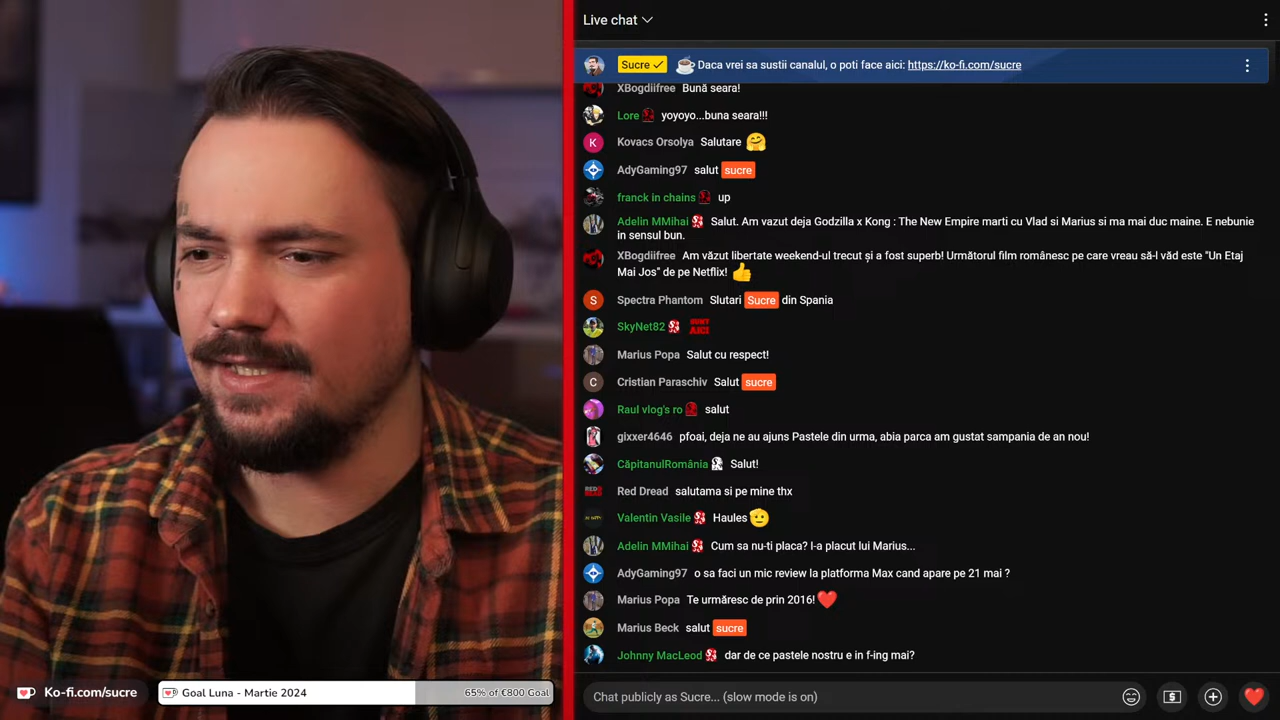 Live chat
Sucre ✓ Daca vrei sa sustii canalul, o poti face aici: https://ko-fi.com/sucre
XBogdiifree Bună seara!
Lore yoyoyo...buna seara!!!
K Kovacs Orsolya Salutare
AdyGaming97 salut sucre
franck in chains up
Adelin MMihai Salut. Am vazut deja Godzilla x Kong : The New Empire marti cu Vlad si Marius si ma mai duc maine. E nebunie
in sensul bun.
XBogdiifree Am văzut libertate weekend-ul trecut și a fost superb! Următorul film românesc pe care vreau să-l văd este "Un Etaj
Mai Jos" de pe Netflix!
S Spectra Phantom Slutari Sucre din Spania
SkyNet82 SUNT
AICI
Marius Popa Salut cu respect!
C Cristian Paraschiv Salut sucre
Raul vlog's ro salut
gixxer4646 pfoai, deja ne au ajuns Pastele din urma, abia parca am gustat sampania de an nou!
CăpitanulRomânia Salut!
Red Dread salutama si pe mine thx
Valentin Vasile Haules
Adelin MMihai Cum sa nu-ti placa? I-a placut lui Marius...
AdyGaming97 o sa faci un mic review la platforma Max cand apare pe 21 mai ?
Marius Popa Te urmăresc de prin 2016!
Marius Beck salut sucre
Johnny MacLeod dar de ce pastele nostru e in f-ing mai?
Ko-fi.com/sucre
Goal Luna - Martie 2024 65% of €800 Goal
Chat publicly as Sucre... (slow mode is on)